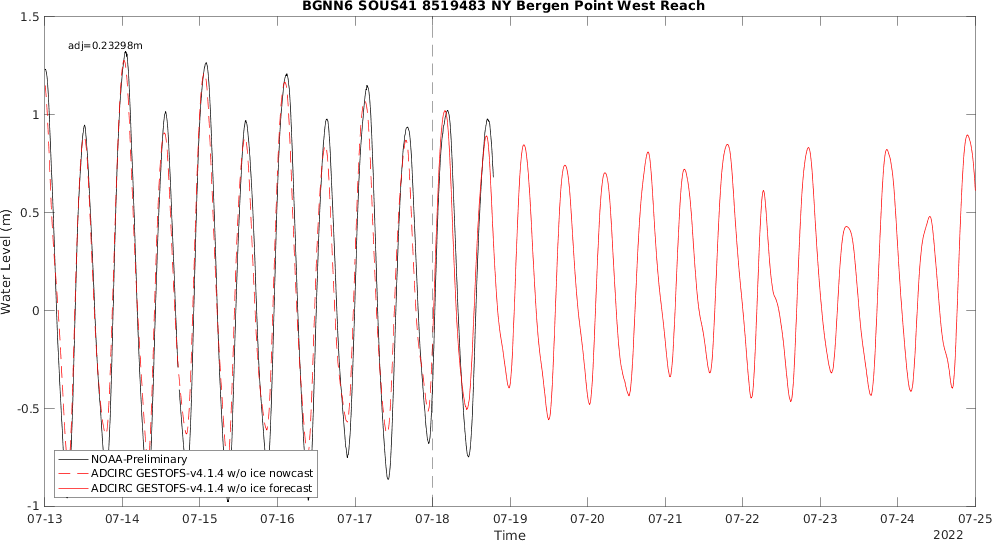 BGNN6 SOUS41 8519483 NY Bergen Point West Reach
1.5
adj=0.23298m
1
0.5
Water Level (m)
0
-0.5
NOAA-Preliminary
ADCIRC GESTOFS-v4.1.4 w/o ice nowcast
ADCIRC GESTOFS-v4.1.4 w/o ice forecast
-1
07-13 07-14 07-15 07-16 07-17 07-18 07-19 07-20 07-21 07-22 07-23 07-24 07-25
Time
2022